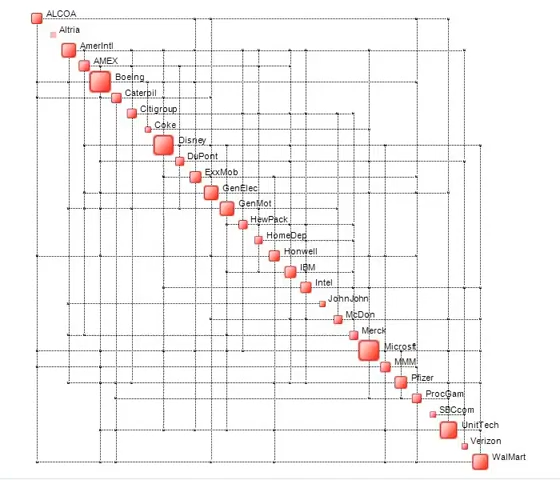 ALCOA
Altria
AmerIntl
AMEX
Boeing
Caterpil
Citigroup
Coke
Disney
DuPont
ExxMob
GenElec
GenMot
HewPack
HomeDep
Honwell
IBM
Intel
JohnJohn
McDon
Merck
Microsft
MMM
Pfizer
ProcGam
SBCcom
UnitTech
Verizon
WalMart